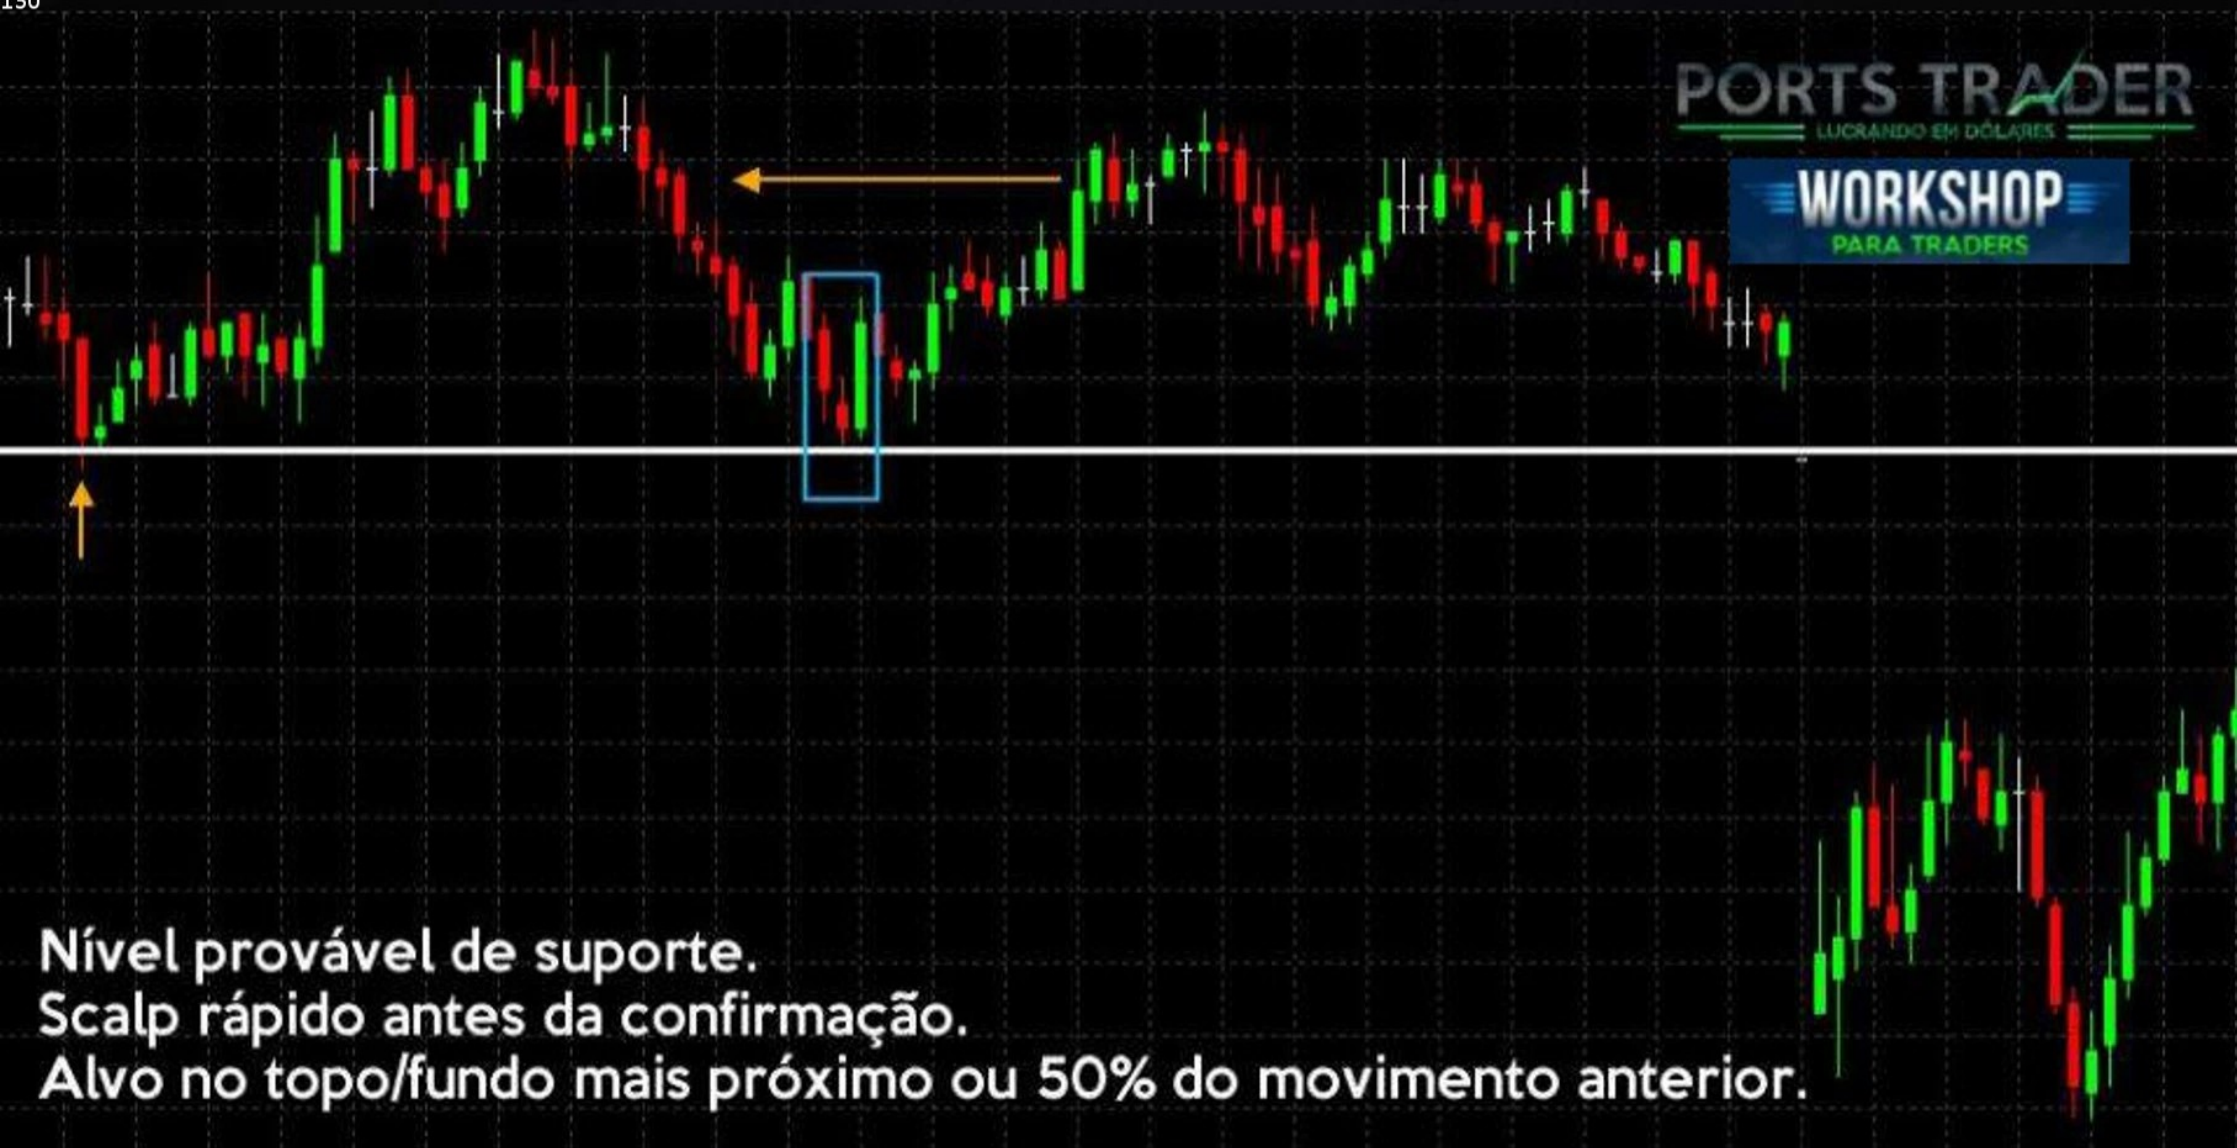 130
PORTS TRADER
LUCRANDO EM DÓLARES
WORKSHOP
PARA TRADERS
Nível provável de suporte.
Scalp rápido antes da confirmação.
Alvo no topo/fundo mais próximo ou 50% do movimento anterior.